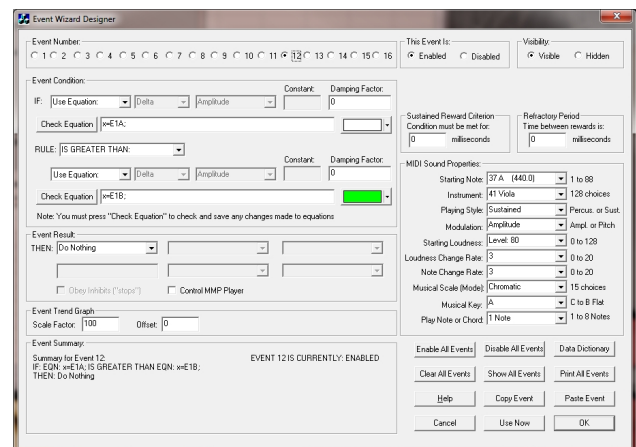 Event Wizard Designer
Event Number:
1 2 3 4 5 6 7 8 9 10 11 12 13 14 15 16
This Event Is:
Enabled Disabled
Visibility:
Visible Hidden
Event Condition:
Constant: Damping Factor:
IF: Use Equation: Delta Amplitude 0
Check Equation x=E1A;
RULE: IS GREATER THAN:
Constant: Damping Factor:
Use Equation: Delta Amplitude 0
Check Equation x=E1B;
Note: You must press "Check Equation" to check and save any changes made to equations
Sustained Reward Criterion
Condition must be met for:
0 milliseconds
Refractory Period
Time between rewards is:
0 milliseconds
MIDI Sound Properties:
Starting Note: 37 A (440.0) 1 to 88
Instrument: 41 Viola 128 choices
Playing Style: Sustained Percus. or Sust.
Modulation: Amplitude Ampl. or Pitch
Starting Loudness: Level: 80 0 to 128
Loudness Change Rate: 3 0 to 20
Note Change Rate: 3 0 to 20
Musical Scale (Mode): Chromatic 15 choices
Musical Key: A C to B Flat
Play Note or Chord: 1 Note 1 to 8 Notes
Event Result:
THEN: Do Nothing
Obey Inhibits ("stops") Control MMP Player
Event Trend Graph
Scale Factor: 100 Offset: 0
Event Summary:
Summary for Event 12: EVENT 12 IS CURRENTLY: ENABLED
IF: EQN: x=E1A; IS GREATER THAN EQN: x=E1B;
THEN: Do Nothing
Enable All Events Disable All Events Data Dictionary
Clear All Events Show All Events Print All Events
Help Copy Event Paste Event
Cancel Use Now OK